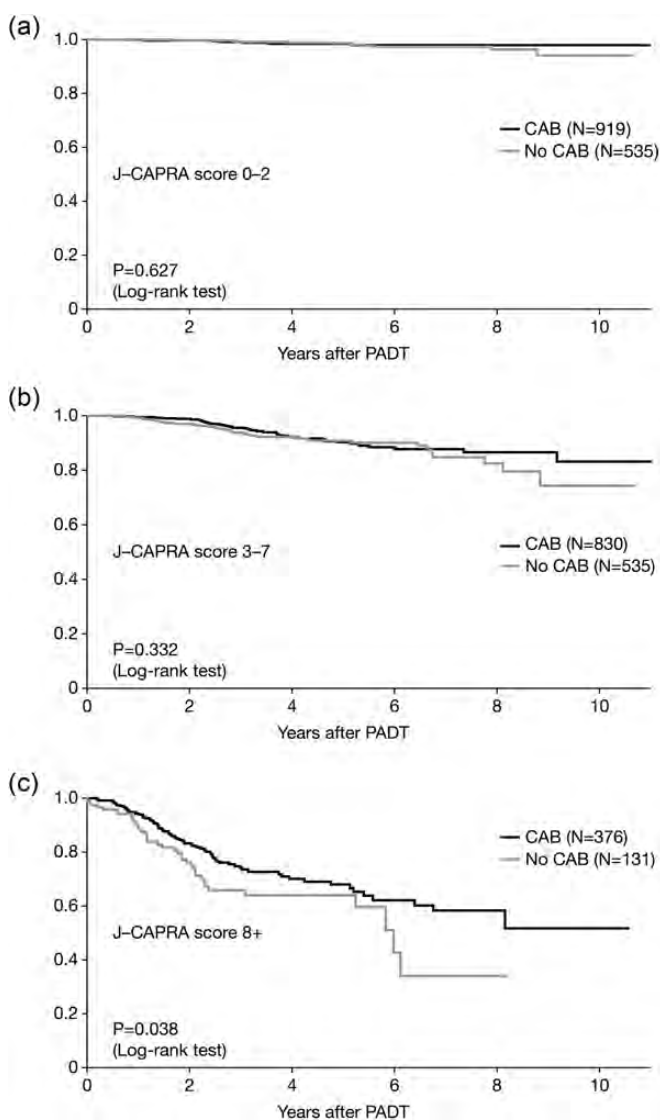 (a)
1.0
0.8
0.6
0.4
0.2
0
CAB (N=919)
No CAB (N=535)
J–CAPRA score 0–2
P=0.627
(Log-rank test)
0 2 4 6 8 10
Years after PADT
(b)
1.0
0.8
0.6
0.4
0.2
0
J–CAPRA score 3–7
CAB (N=830)
No CAB (N=535)
P=0.332
(Log-rank test)
0 2 4 6 8 10
Years after PADT
(c)
1.0
0.8
0.6
0.4
0.2
0
CAB (N=376)
No CAB (N=131)
J–CAPRA score 8+
P=0.038
(Log-rank test)
0 2 4 6 8 10
Years after PADT